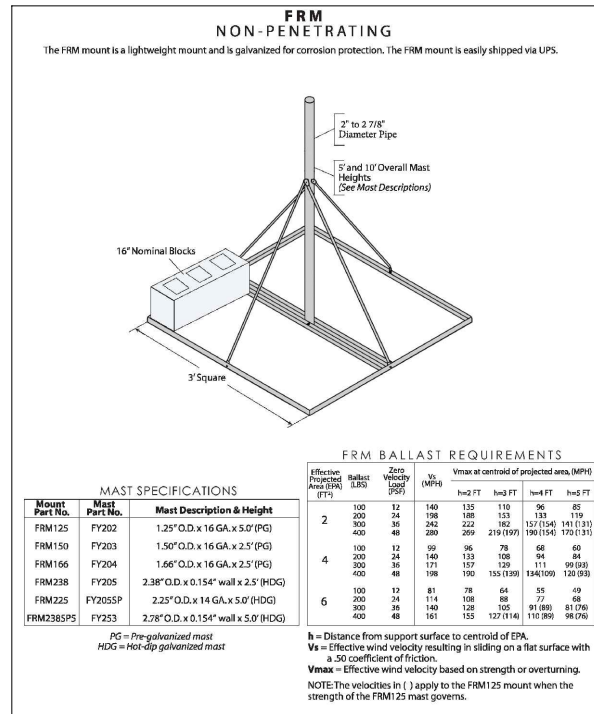 FRM
NON-PENETRATING
The FRM mount is a lightweight mount and is galvanized for corrosion protection. The FRM mount is easily shipped via UPS.
2" to 2 7/8"
Diameter Pipe
5' and 10' Overall Mast
Heights
(See Mast Descriptions)
16" Nominal Blocks
3' Square
MAST SPECIFICATIONS
Mount Part No. Mast Part No. Mast Description & Height
FRM125 FY202 1.25" O.D. x 16 GA. x 5.0' (PG)
FRM150 FY203 1.50" O.D. x 16 GA. x 2.5' (PG)
FRM166 FY204 1.66" O.D. x 16 GA. x 2.5' (PG)
FRM238 FY205 2.38" O.D. x 0.154" wall x 2.5' (HDG)
FRM225 FY205SP 2.25" O.D. x 14 GA. x 5.0' (HDG)
FRM238SP5 FY253 2.78" O.D. x 0.154" wall x 5.0' (HDG)
PG = Pre-galvanized mast
HDG = Hot-dip galvanized mast
FRM BALLAST REQUIREMENTS
Effective Projected Area (EPA) (FT²) Ballast (LBS) Zero Velocity Load (PSF) Vs (MPH) Vmax at centroid of projected area, (MPH)
h=2 FT h=3 FT h=4 FT h=5 FT
2
100 12 140 135 110 96 85
200 24 198 188 153 133 119
300 36 242 222 182 157 (154) 141 (131)
400 48 280 269 219 (197) 190 (154) 170 (131)
4
100 12 99 96 78 68 60
200 24 140 133 108 94 84
300 36 171 157 129 111 99 (93)
400 48 198 190 155 (139) 134(109) 120 (93)
6
100 12 81 78 64 55 49
200 24 114 108 88 77 68
300 36 140 128 105 91 (89) 81 (76)
400 48 161 155 127 (114) 110 (89) 98 (76)
h = Distance from support surface to centroid of EPA.
Vs = Effective wind velocity resulting in sliding on a flat surface with
a .50 coefficient of friction.
Vmax = Effective wind velocity based on strength or overturning.
NOTE: The velocities in ( ) apply to the FRM125 mount when the
strength of the FRM125 mast governs.